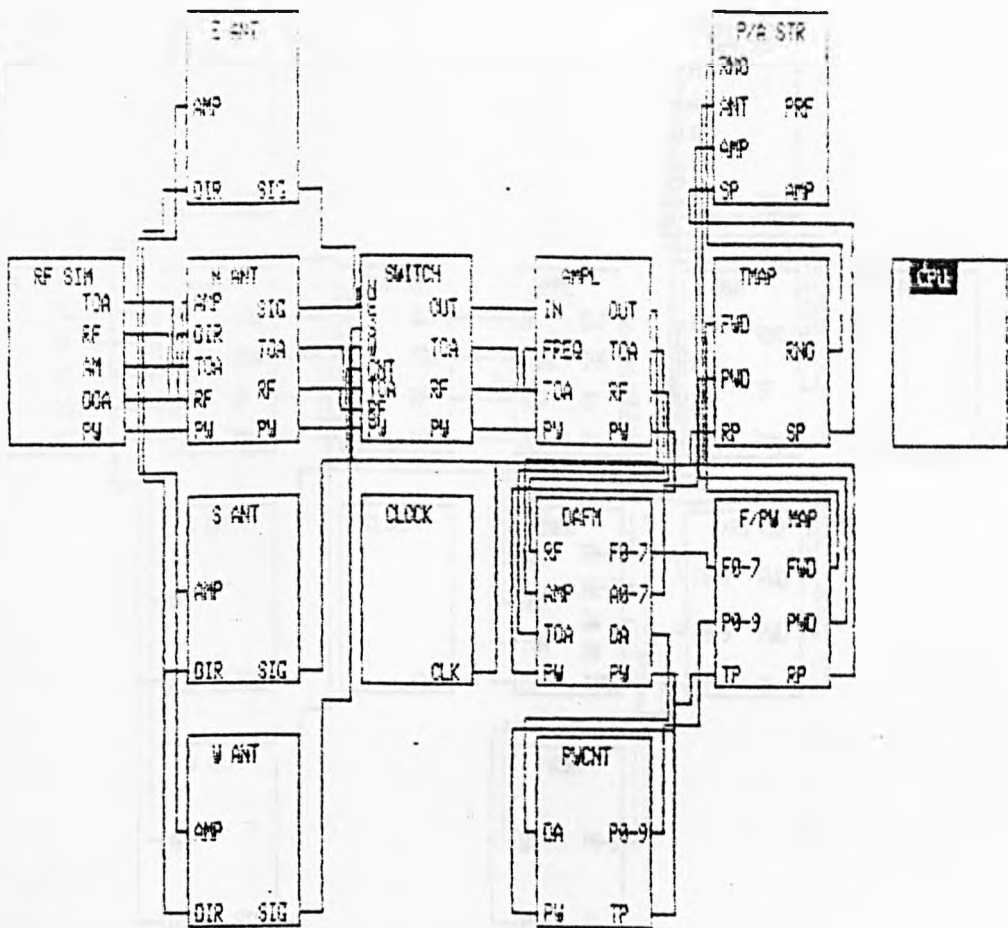 E ANT
AMP
DIR SIG
P/A STR
RNG
ANT PRF
AMP
SP AMP
RF SIM
TOA
RF
AM
DOA
PW
N ANT
AMP SIG
DIR
TOA TOA
RF RF
PW PW
SWITCH
OUT
TOA
RF
PW PW
AMPL
IN OUT
FREQ TOA
TOA RF
PW PW
TMAP
FWD
RNG
PWD
RP SP
S ANT
AMP
DIR SIG
CLOCK
CLK
DAFM
RF F0-7
AMP A0-7
TOA DA
PW PW
F/PW MAP
F0-7 FWD
P0-9 PWD
TP RP
W ANT
AMP
DIR SIG
PWCNT
DA P0-9
PW TP